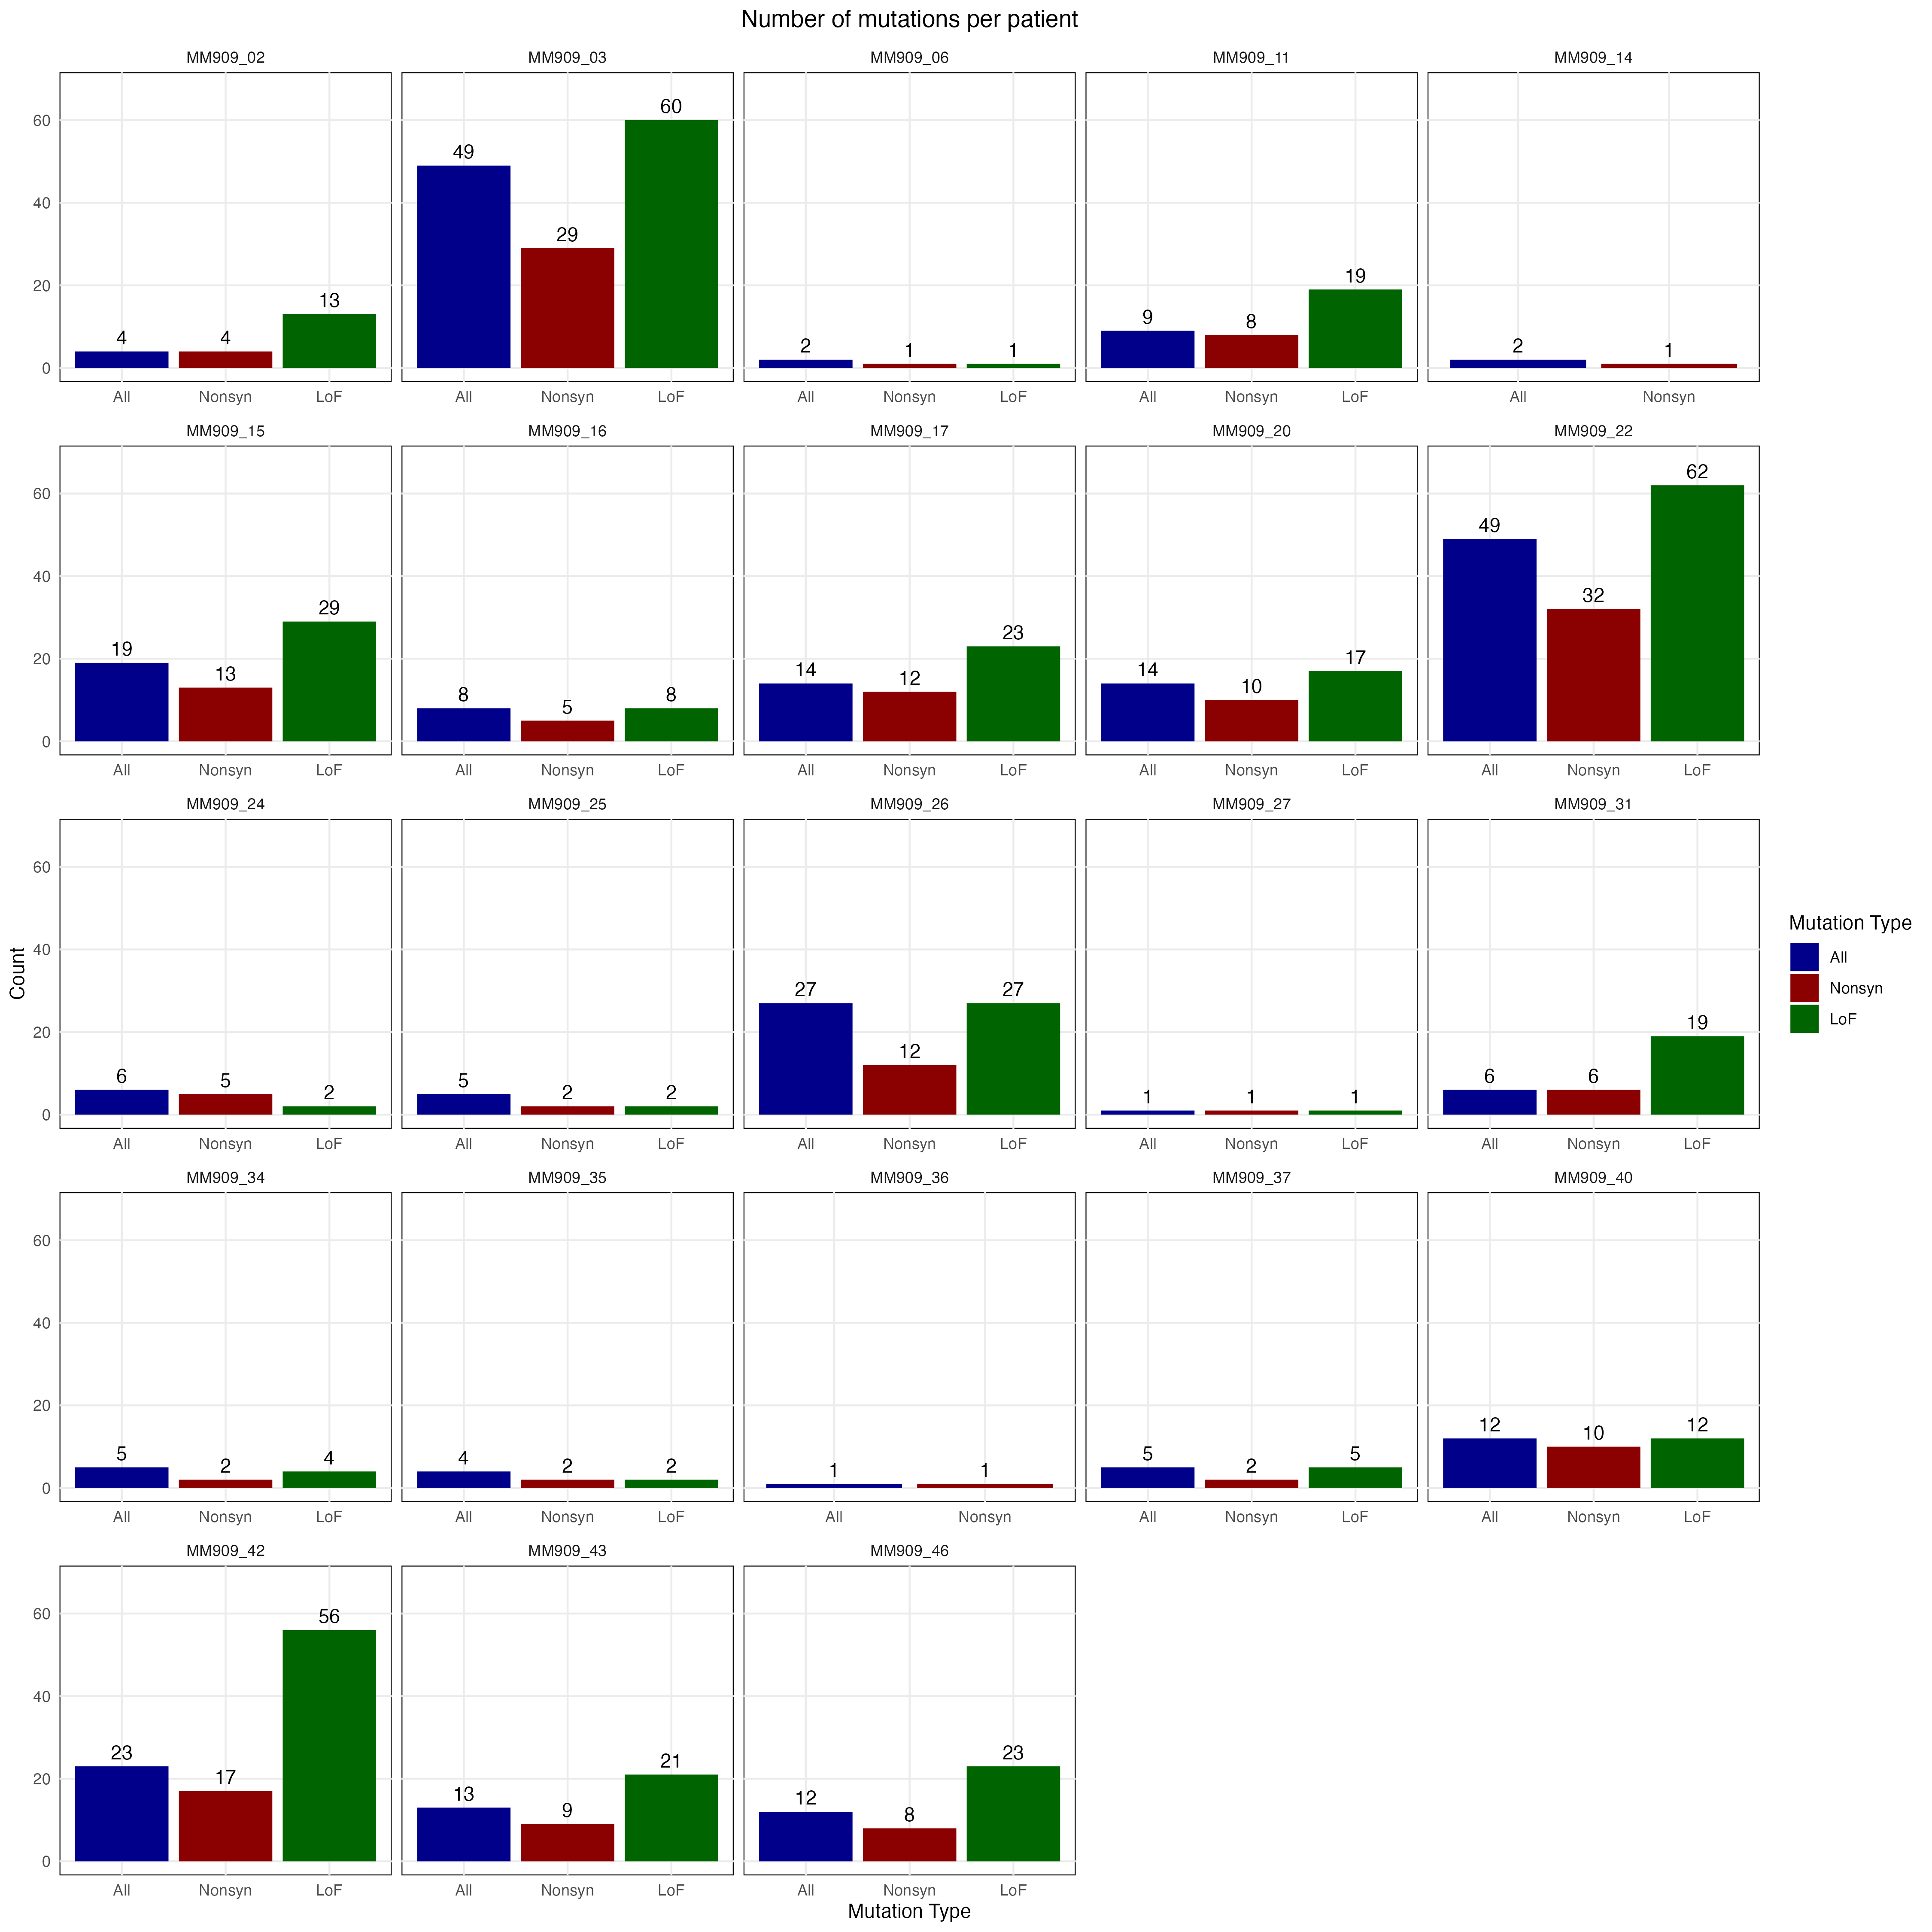 Number of mutations per patient
MM909_02 MM909_03 MM909_06 MM909_11 MM909_14
60 60
49
40
29
20 13 19
4 4 2 1 1 9 8 2 1
0
All Nonsyn LoF All Nonsyn LoF All Nonsyn LoF All Nonsyn LoF All Nonsyn
MM909_15 MM909_16 MM909_17 MM909_20 MM909_22
60 62
49
40
29 32
20 19 13 8 5 8 14 12 23 14 10 17
0
All Nonsyn LoF All Nonsyn LoF All Nonsyn LoF All Nonsyn LoF All Nonsyn LoF
MM909_24 MM909_25 MM909_26 MM909_27 MM909_31
60
40
27 27
20 12 19
6 5 2 5 2 2 1 1 1 6 6
0
All Nonsyn LoF All Nonsyn LoF All Nonsyn LoF All Nonsyn LoF All Nonsyn LoF
MM909_34 MM909_35 MM909_36 MM909_37 MM909_40
60
40
20
5 2 4 4 2 2 1 1 5 2 5 12 10 12
0
All Nonsyn LoF All Nonsyn LoF All Nonsyn All Nonsyn LoF All Nonsyn LoF
MM909_42 MM909_43 MM909_46
60 56
40
23 21 23
20 17 13 9 12 8
0
All Nonsyn LoF All Nonsyn LoF All Nonsyn LoF
Mutation Type
Count
Mutation Type
All
Nonsyn
LoF